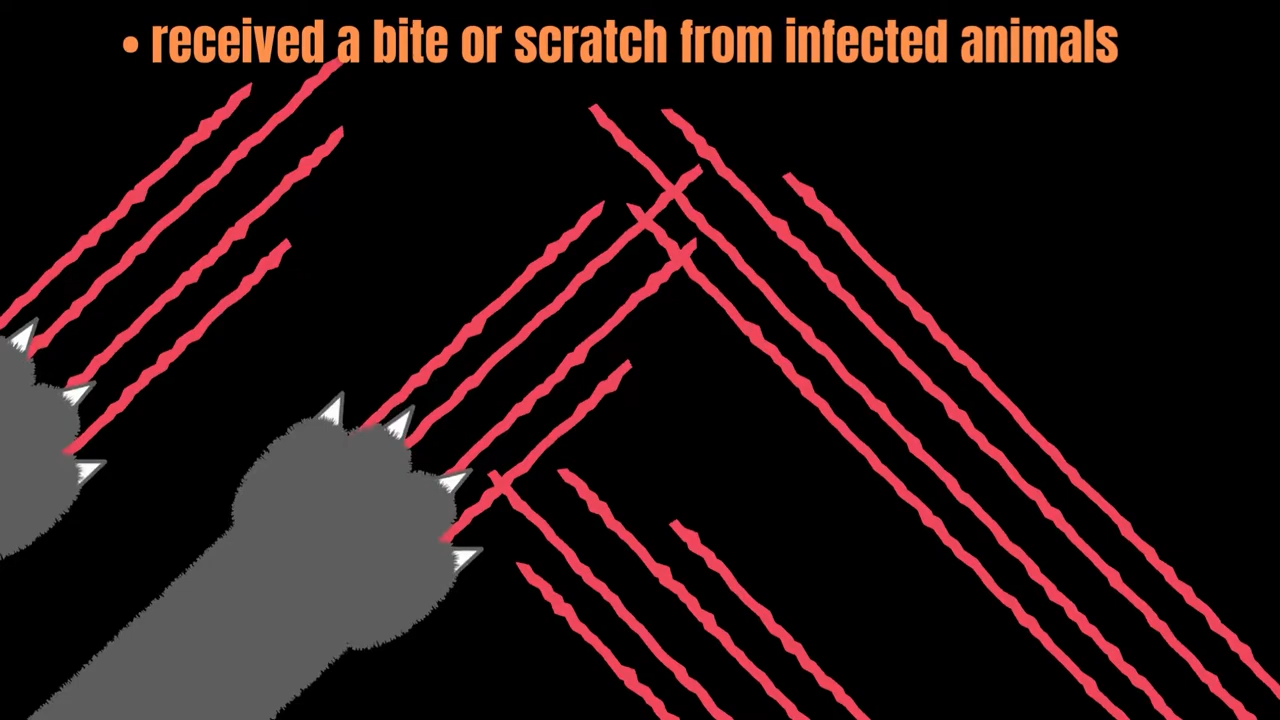 • received a bite or scratch from infected animals